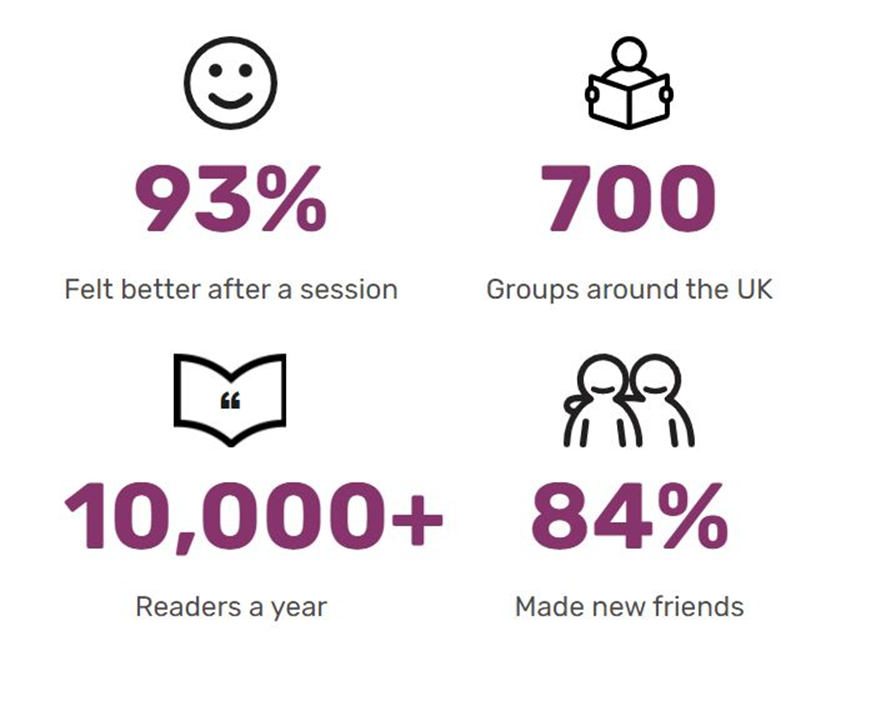 93%
700
Felt better after a session
Groups around the UK
“
10,000+
84%
Readers a year
Made new friends